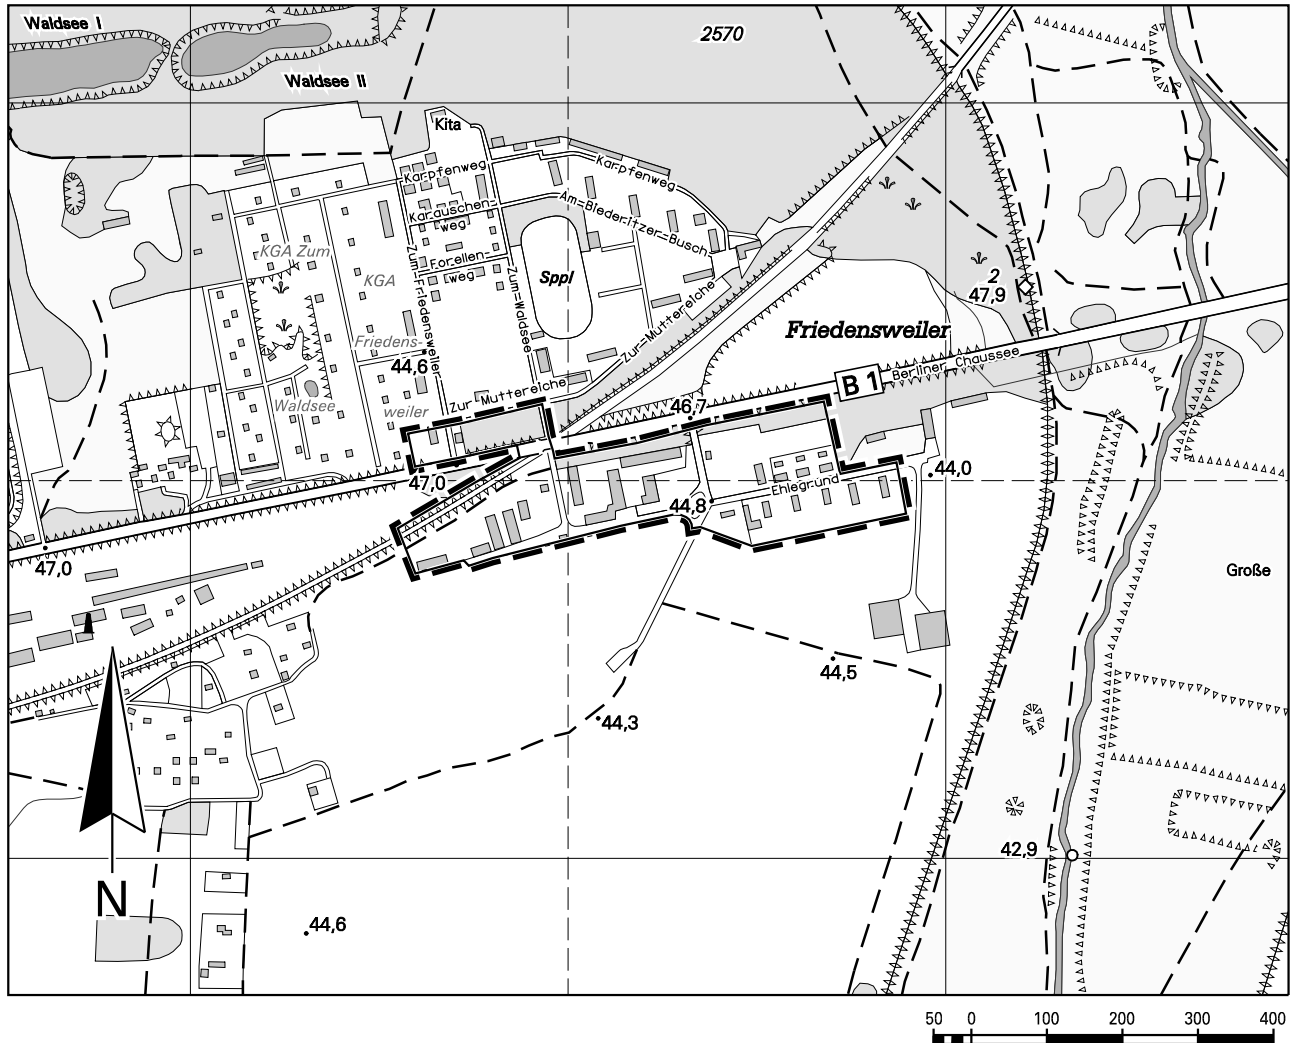 Waldsee I
2570
Waldsee II
Kita
Karpfenweg
Karpfenweg
Karauschen-
weg
Am-Biederitzer-Busch
KGA Zum
Forellen-
weg
Sppl
2
47,9
KGA
Zum-Friedensweiler
Zum-Waldsee
Zur-Muttereiche
Friedensweiler
Friedens-
44,6
Berliner Chaussee
B 1
Waldsee
weiler
Zur Muttereiche
46,7
47,0
44,0
Ehlegrund
44,8
47,0
Große
44,5
44,3
42,9
N
44,6
50 0 100 200 300 400